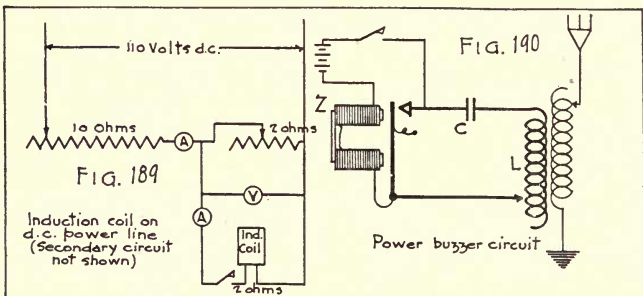 110 Volts d.c.
10 Ohms
A
2 ohms
FIG. 189
V
A
Induction coil on
d.c. power line
(Secondary circuit
not shown)
Ind.
Coil
2 ohms
FIG. 190
Z
C
L
Power buzzer circuit